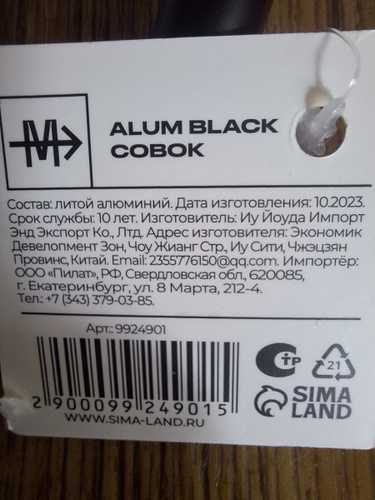 M
ALUM BLACK
СОВОК
Состав: литой алюминий. Дата изготовления: 10.2023.
Срок службы: 10 лет. Изготовитель: Иу Йоуда Импорт
Энд Экспорт Ко., Лтд. Адрес изготовителя: Экономик
Девелопмент Зон, Чоу Жианг Стр., Иу Сити, Чжэцзян
Провинс, Китай. Email: 2355776150@qq.com. Импортёр:
ООО «Пилат», РФ, Свердловская обл., 620085,
г. Екатеринбург, ул. 8 Марта, 212-4.
Тел.: +7 (343) 379-03-85.
Арт.: 9924901
2 900099 249015
WWW.SIMA-LAND.RU
СТР
21
SIMA
LAND